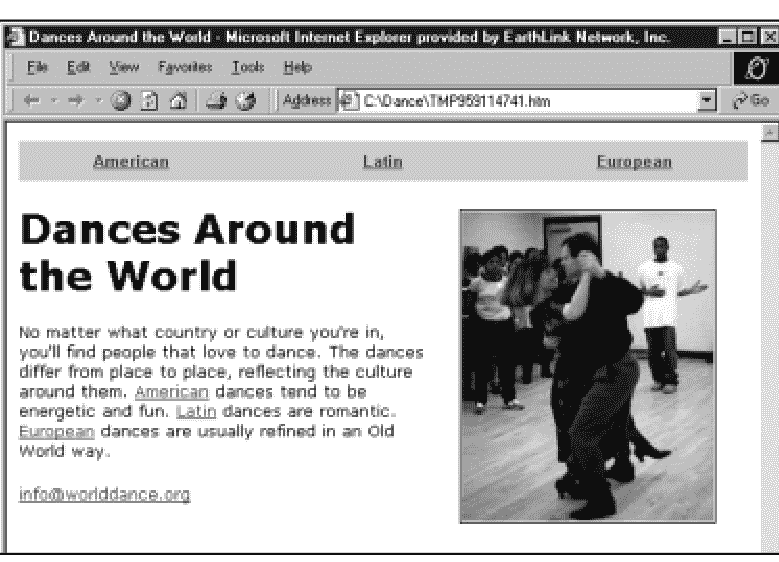 Dances Around the World - Microsoft Internet Explorer provided by EarthLink Network, Inc.
File Edit View Favorites Tools Help
Address C:\Dance\TMP959114741.htm Go
American Latin European
Dances Around
the World
No matter what country or culture you're in,
you'll find people that love to dance. The dances
differ from place to place, reflecting the culture
around them. American dances tend to be
energetic and fun. Latin dances are romantic.
European dances are usually refined in an Old
World way.
info@worlddance.org